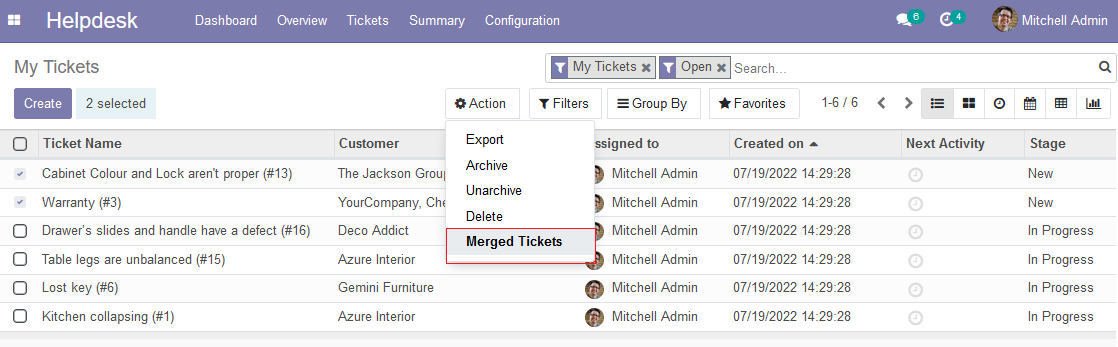 Helpdesk Dashboard Overview Tickets Summary Configuration 6 4 Mitchell Admin
My Tickets My Tickets Open Search...
Create 2 selected Action Filters Group By Favorites 1-6 / 6
Export
Archive
Unarchive
Delete
Merged Tickets
Ticket Name Customer ssigned to Created on Next Activity Stage
Cabinet Colour and Lock aren't proper (#13) The Jackson Group Mitchell Admin 07/19/2022 14:29:28 New
Warranty (#3) YourCompany, Che Mitchell Admin 07/19/2022 14:29:28 New
Drawer's slides and handle have a defect (#16) Deco Addict Mitchell Admin 07/19/2022 14:29:28 In Progress
Table legs are unbalanced (#15) Azure Interior Mitchell Admin 07/19/2022 14:29:28 In Progress
Lost key (#6) Gemini Furniture Mitchell Admin 07/19/2022 14:29:28 In Progress
Kitchen collapsing (#1) Azure Interior Mitchell Admin 07/19/2022 14:29:28 In Progress